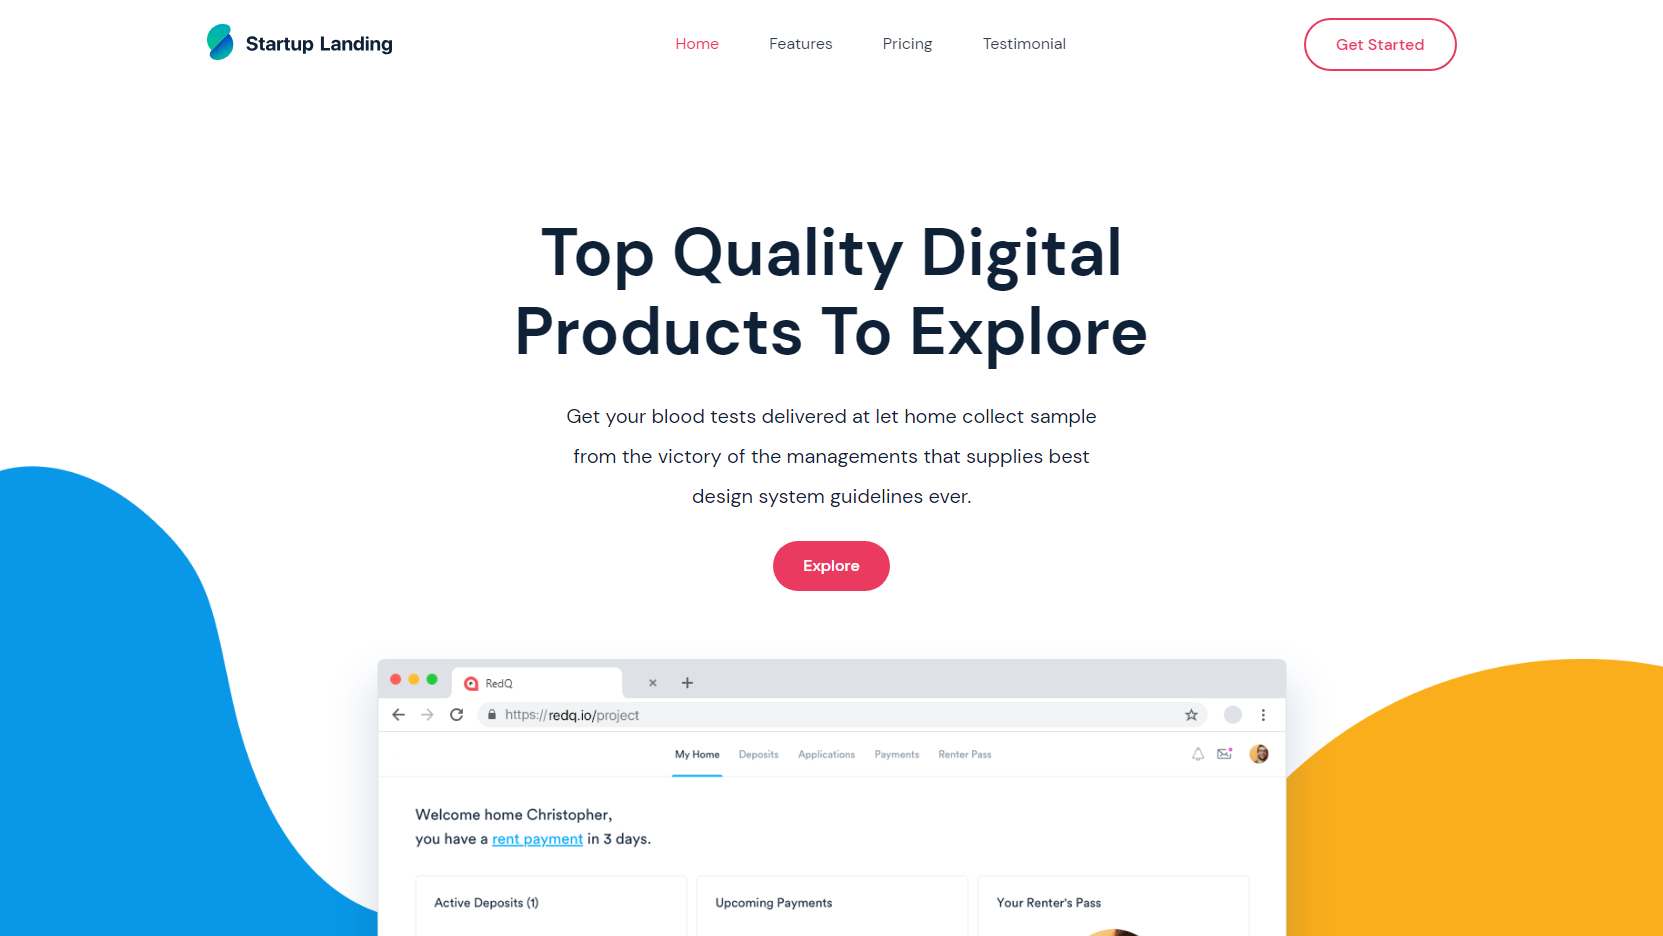 Startup Landing
Home Features Pricing Testimonial
Get Started
Top Quality Digital
Products To Explore
Get your blood tests delivered at let home collect sample
from the victory of the managements that supplies best
design system guidelines ever.
Explore
RedQ
https://redq.io/project
My Home Deposits Applications Payments Renter Pass
Welcome home Christopher,
you have a rent payment in 3 days.
Active Deposits (1)
Upcoming Payments
Your Renter's Pass